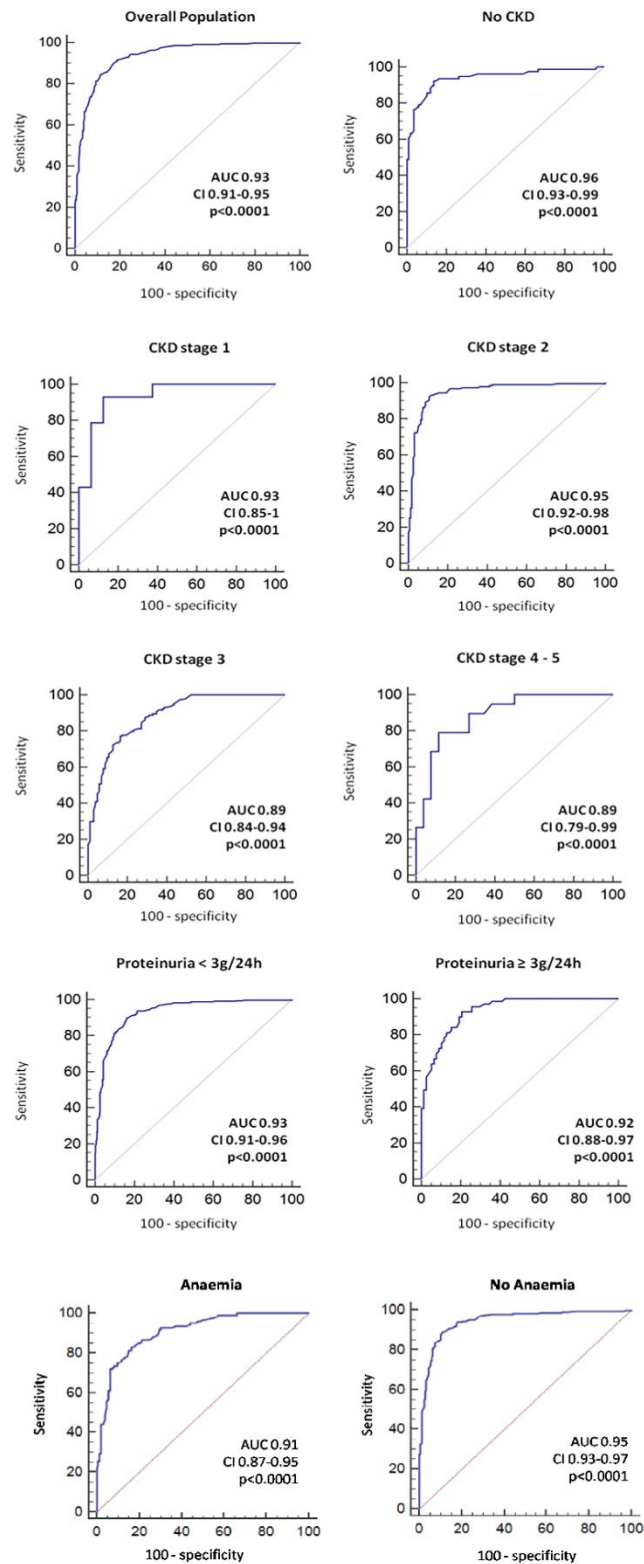 Overall Population
100
80
60
40
20
0
Sensitivity
AUC 0.93
CI 0.91-0.95
p<0.0001
0 20 40 60 80 100
100 - specificity
No CKD
100
80
60
40
20
0
Sensitivity
AUC 0.96
CI 0.93-0.99
p<0.0001
0 20 40 60 80 100
100 - specificity
CKD stage 1
100
80
60
40
20
0
Sensitivity
AUC 0.93
CI 0.85-1
p<0.0001
0 20 40 60 80 100
100 - specificity
CKD stage 2
100
80
60
40
20
0
Sensitivity
AUC 0.95
CI 0.92-0.98
p<0.0001
0 20 40 60 80 100
100 - specificity
CKD stage 3
100
80
60
40
20
0
Sensitivity
AUC 0.89
CI 0.84-0.94
p<0.0001
0 20 40 60 80 100
100 - specificity
CKD stage 4 - 5
100
80
60
40
20
0
Sensitivity
AUC 0.89
CI 0.79-0.99
p<0.0001
0 20 40 60 80 100
100 - specificity
Proteinuria < 3g/24h
100
80
60
40
20
0
Sensitivity
AUC 0.93
CI 0.91-0.96
p<0.0001
0 20 40 60 80 100
100 - specificity
Proteinuria ≥ 3g/24h
100
80
60
40
20
0
Sensitivity
AUC 0.92
CI 0.88-0.97
p<0.0001
0 20 40 60 80 100
100 - specificity
Anaemia
100
80
60
40
20
0
Sensitivity
AUC 0.91
CI 0.87-0.95
p<0.0001
0 20 40 60 80 100
100 - specificity
No Anaemia
100
80
60
40
20
0
Sensitivity
AUC 0.95
CI 0.93-0.97
p<0.0001
0 20 40 60 80 100
100 - specificity